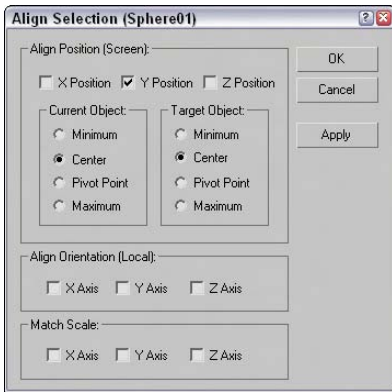 Align Selection (Sphere01)
Align Position (Screen):
X Position Y Position Z Position
OK
Cancel
Apply
Current Object:
Minimum
Center
Pivot Point
Maximum
Target Object:
Minimum
Center
Pivot Point
Maximum
Align Orientation (Local):
X Axis Y Axis Z Axis
Match Scale:
X Axis Y Axis Z Axis